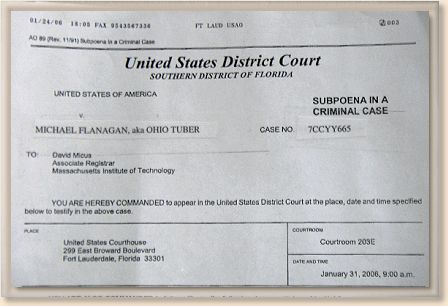 01/24/06 18:05 FAX 9543567336 FT LAUD USAO 003
AO 89 (Rev. 11/91) Subpoena in a Criminal Case
United States District Court
SOUTHERN DISTRICT OF FLORIDA
UNITED STATES OF AMERICA
v.
MICHAEL FLANAGAN, aka OHIO TUBER
SUBPOENA IN A
CRIMINAL CASE
CASE NO. 7CCYY665
TO: David Micus
Associate Registrar
Massachusetts Institute of Technology
YOU ARE HEREBY COMMANDED to appear in the United States District Court at the place, date and time specified
below to testify in the above case.
PLACE
United States Courthouse
299 East Broward Boulevard
Fort Lauderdale, Florida 33301
COURTROOM
Courtroom 203E
DATE AND TIME
January 31, 2006, 9:00 a.m.